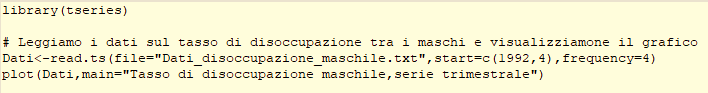 library(tseries)
# Leggiamo i dati sul tasso di disoccupazione tra i maschi e visualizziamone il grafico
Dati<-read.ts(file="Dati_disoccupazione_maschile.txt",start=c(1992,4),frequency=4)
plot(Dati,main="Tasso di disoccupazione maschile,serie trimestrale")